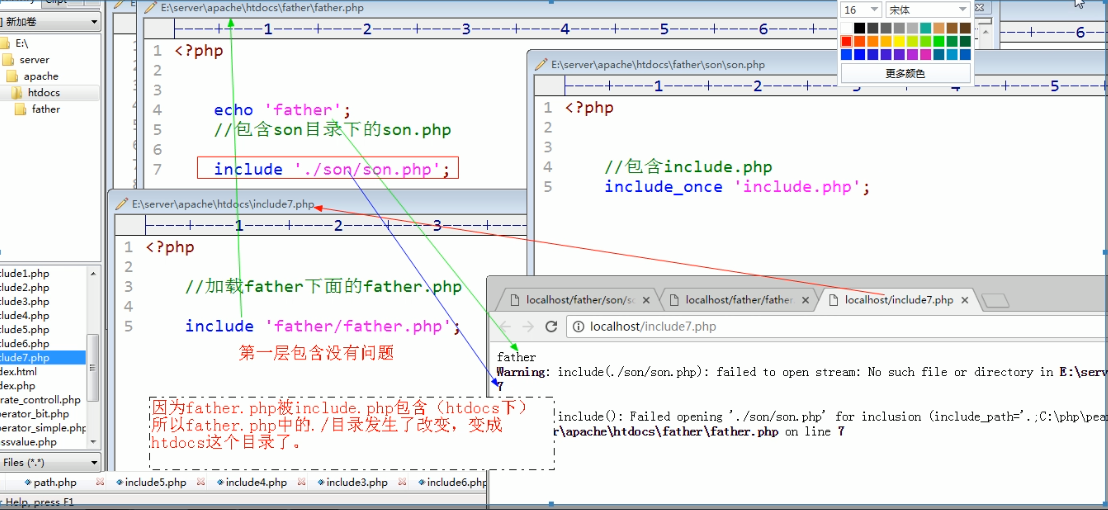 Clipt
E:\server\apache\htdocs\father\father.php
16
宋体
更多颜色
新加卷
E:\
server
apache
htdocs
father
1 2 3 4 5 6
1 <?php
2
3
4 echo 'father';
5 //包含son目录下的son.php
6
7 include './son/son.php';
E:\server\apache\htdocs\father\son\son.php
1 2 3 4 5
1 <?php
2
3
4 //包含include.php
5 include_once 'include.php';
E:\server\apache\htdocs\include7.php
1 2 3
1 <?php
2
3 //加载father下面的father.php
4
5 include 'father/father.php';
第一层包含没有问题
因为father.php被include.php包含（htdocs下）
所以father.php中的./目录发生了改变，变成
htdocs这个目录了。
clude1.php
clude2.php
clude3.php
clude4.php
clude5.php
clude6.php
clude7.php
dex.html
dex.php
rate_controll.php
perator_bit.php
perator_simple.php
essvalue.php
Files (*.*)
localhost/father/son/s
localhost/father/father
localhost/include7.php
localhost/include7.php
father
Warning: include(./son/son.php): failed to open stream: No such file or directory in E:\serv
7
include(): Failed opening './son/son.php' for inclusion (include_path='.;C:\php\pear
r\apache\htdocs\father\father.php on line 7
path.php
include5.php
include4.php
include3.php
include6.php
r Help, press F1